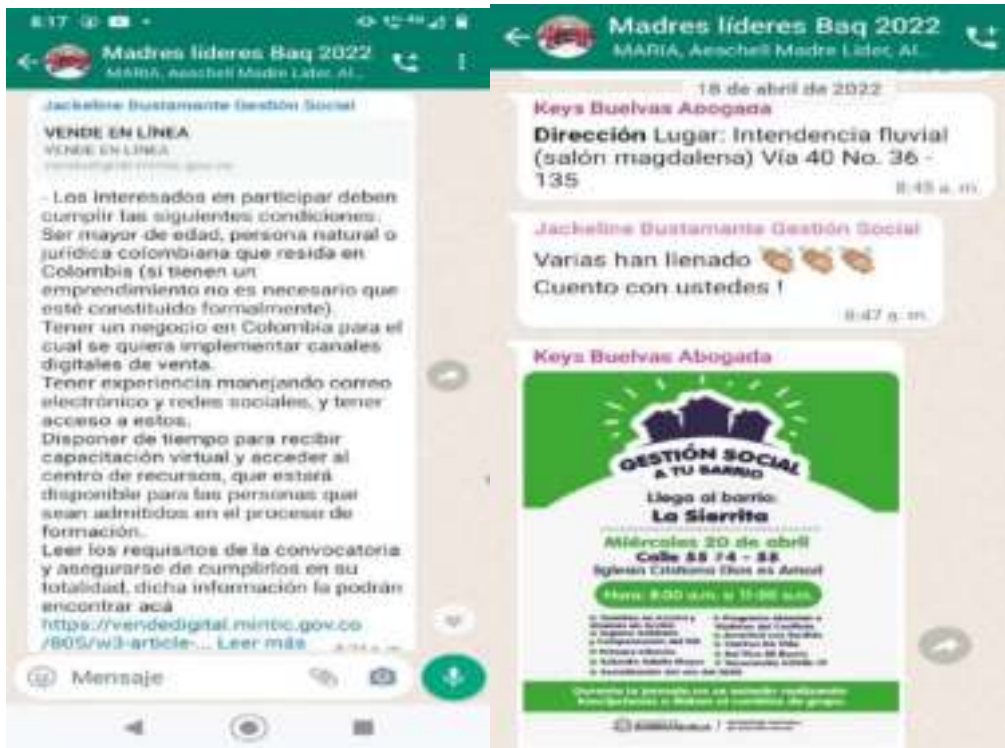 8:17
Madres líderes Baq 2022
MARIA, Aeschell Madre Lider, Al...
Jackeline Bustamante Gestión Social
VENDE EN LÍNEA
VENDE EN LINEA
vendedigital.mintic.gov.co
- Los interesados en participar deben
cumplir las siguientes condiciones:
Ser mayor de edad, persona natural o
jurídica colombiana que resida en
Colombia (si tienen un
emprendimiento no es necesario que
esté constituido formalmente).
Tener un negocio en Colombia para el
cual se quiera implementar canales
digitales de venta.
Tener experiencia manejando correo
electrónico y redes sociales, y tener
acceso a estos.
Disponer de tiempo para recibir
capacitación virtual y acceder al
centro de recursos, que estará
disponible para las personas que
sean admitidos en el proceso de
formación.
Leer los requisitos de la convocatoria
y asegurarse de cumplirlos en su
totalidad, dicha información la podrán
encontrar acá
https://vendedigital.mintic.gov.co
/805/w3-article-... Leer más
Mensaje
Madres líderes Baq 2022
MARIA, Aeschell Madre Lider, Al...
18 de abril de 2022
Keys Buelvas Abogada
Dirección Lugar: Intendencia fluvial
(salón magdalena) Vía 40 No. 36 -
135
8:45 a. m.
Jackeline Bustamante Gestión Social
Varias han llenado
Cuento con ustedes !
8:47 a. m.
Keys Buelvas Abogada
GESTIÓN SOCIAL
A TU BARRIO
Llega al barrio:
La Sierrita
Miércoles 20 de abril
Iglesia Cristiana Dios es Amor
Hora: 8:00 a.m. a 11:00 a.m.